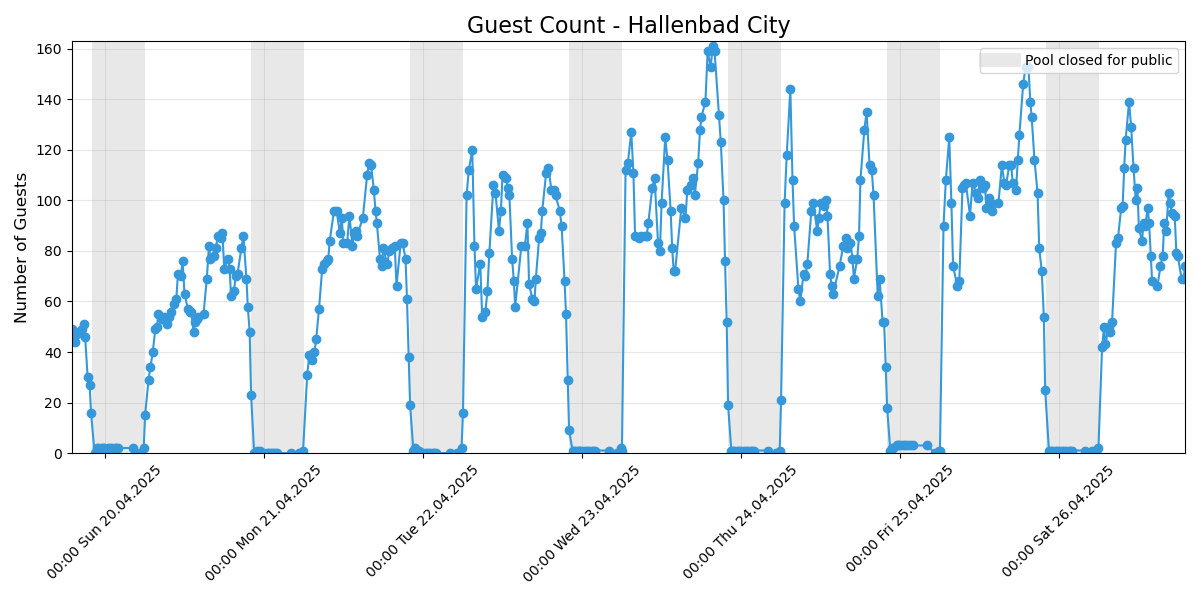 Guest Count - Hallenbad City
Pool closed for public
Number of Guests
160
140
120
100
80
60
40
20
0
00:00 Sun 20.04.2025
00:00 Mon 21.04.2025
00:00 Tue 22.04.2025
00:00 Wed 23.04.2025
00:00 Thu 24.04.2025
00:00 Fri 25.04.2025
00:00 Sat 26.04.2025